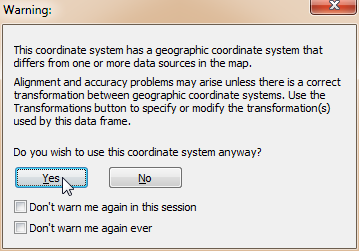 Warning:
This coordinate system has a geographic coordinate system that
differs from one or more data sources in the map.
Alignment and accuracy problems may arise unless there is a correct
transformation between geographic coordinate systems. Use the
Transformations button to specify or modify the transformation(s)
used by this data frame.
Do you wish to use this coordinate system anyway?
Yes No
Don't warn me again in this session
Don't warn me again ever